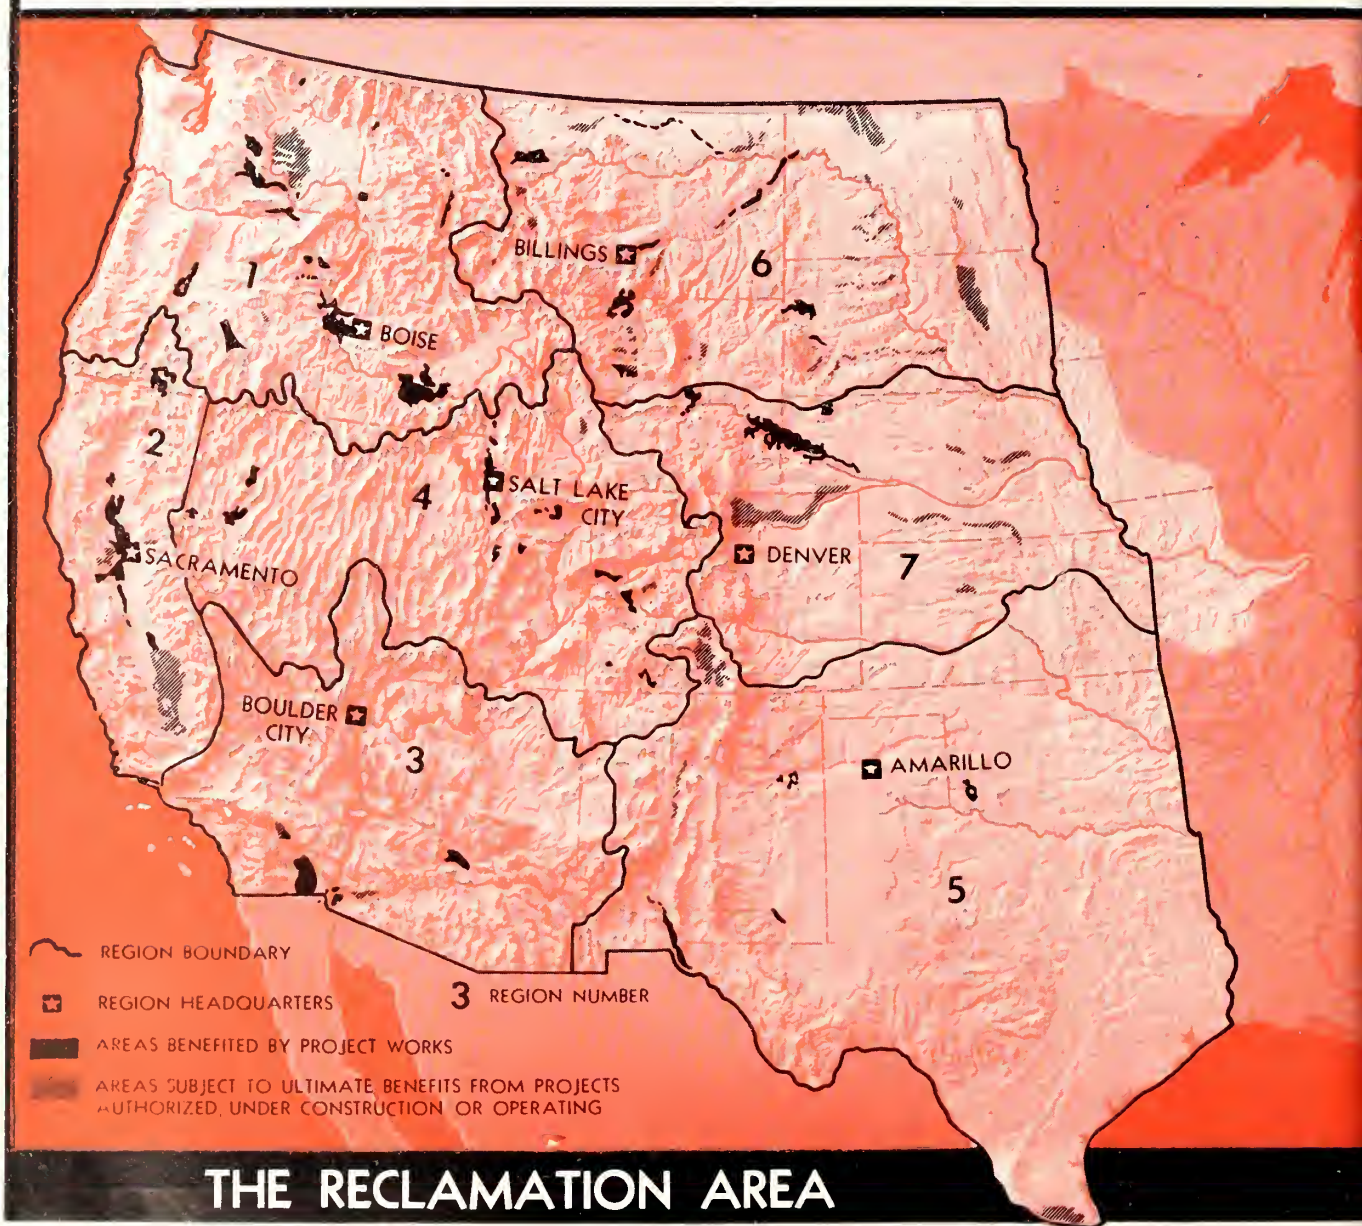 BILLINGS
6
1
BOISE
2
4
SALT LAKE
CITY
SACRAMENTO
DENVER
7
BOULDER
CITY
3
AMARILLO
5
REGION BOUNDARY
REGION HEADQUARTERS
3 REGION NUMBER
AREAS BENEFITED BY PROJECT WORKS
AREAS SUBJECT TO ULTIMATE BENEFITS FROM PROJECTS
AUTHORIZED, UNDER CONSTRUCTION OR OPERATING
THE RECLAMATION AREA